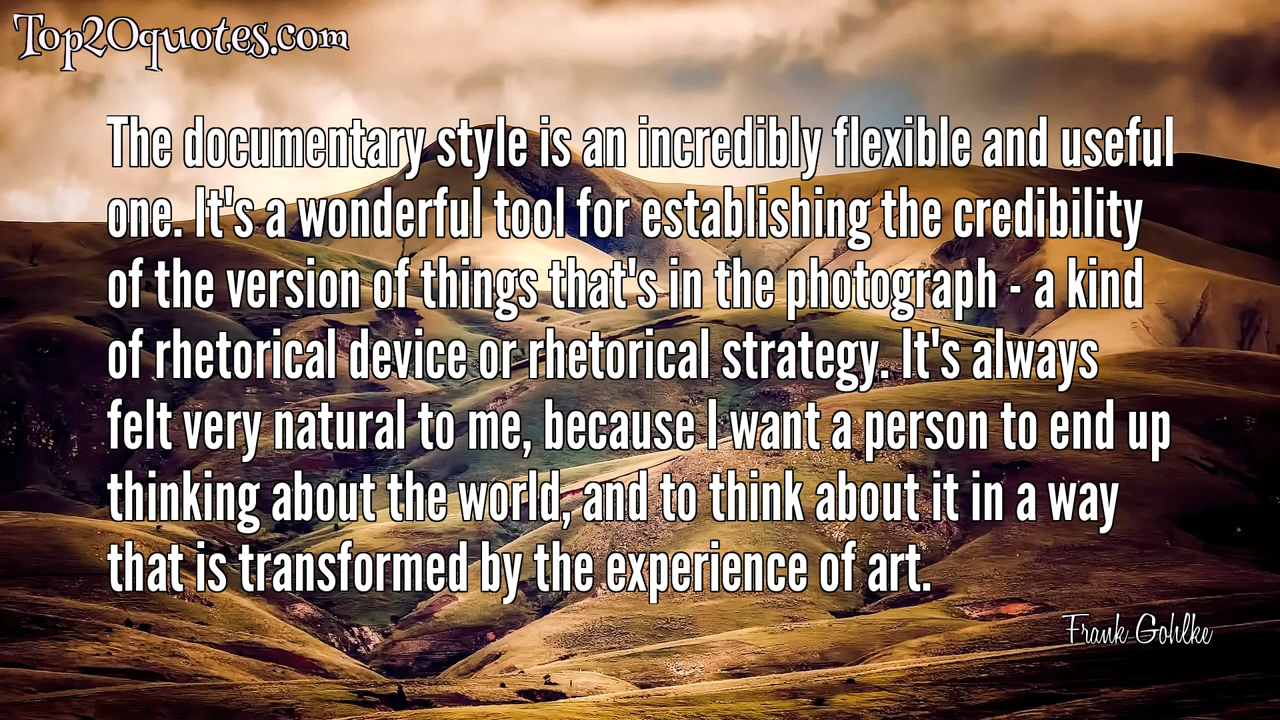 Top20quotes.com
The documentary style is an incredibly flexible and useful
one. It's a wonderful tool for establishing the credibility
of the version of things that's in the photograph - a kind
of rhetorical device or rhetorical strategy. It's always
felt very natural to me, because I want a person to end up
thinking about the world, and to think about it in a way
that is transformed by the experience of art.
Frank Gohlke